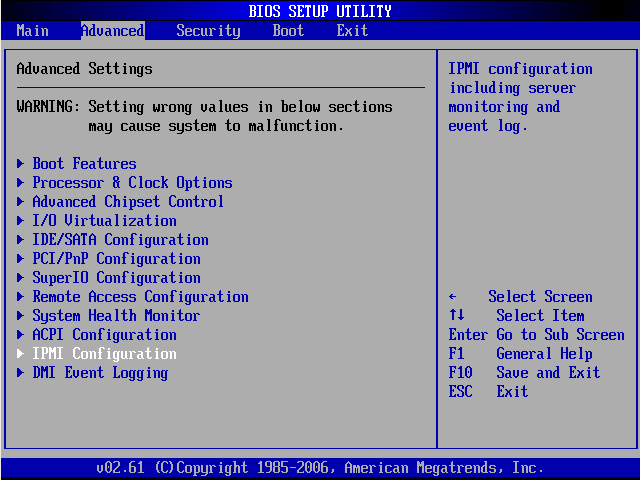 BIOS SETUP UTILITY
Main Advanced Security Boot Exit
Advanced Settings
WARNING: Setting wrong values in below sections
may cause system to malfunction.
Boot Features
Processor & Clock Options
Advanced Chipset Control
I/O Virtualization
IDE/SATA Configuration
PCI/PnP Configuration
SuperIO Configuration
Remote Access Configuration
System Health Monitor
ACPI Configuration
IPMI Configuration
DMI Event Logging
IPMI configuration
including server
monitoring and
event log.
← Select Screen
↑↓ Select Item
Enter Go to Sub Screen
F1 General Help
F10 Save and Exit
ESC Exit
v02.61 (C)Copyright 1985-2006, American Megatrends, Inc.